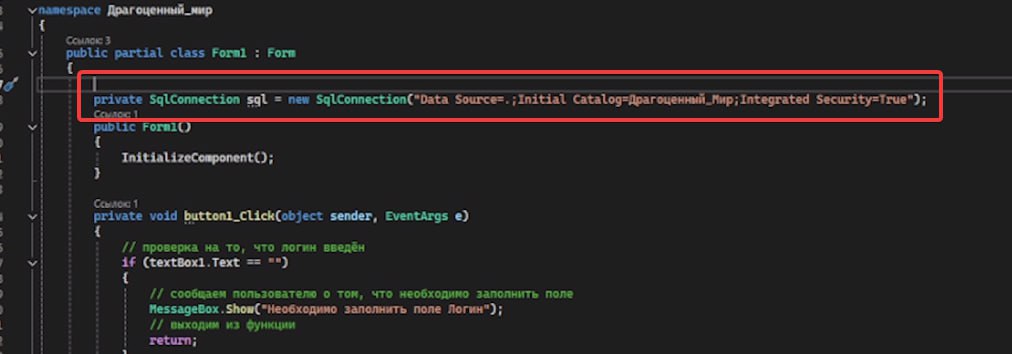 namespace Драгоценный_мир
{
Ссылок: 3
public partial class Form1 : Form
{
private SqlConnection sql = new SqlConnection("Data Source=.;Initial Catalog=Драгоценный_Мир;Integrated Security=True");
Ссылок: 1
public Form1()
{
InitializeComponent();
}
Ссылок: 1
private void button1_Click(object sender, EventArgs e)
{
// проверка на то, что логин введён
if (textBox1.Text == "")
{
// сообщаем пользователю о том, что необходимо заполнить поле
MessageBox.Show("Необходимо заполнить поле Логин");
// выходим из функции
return;